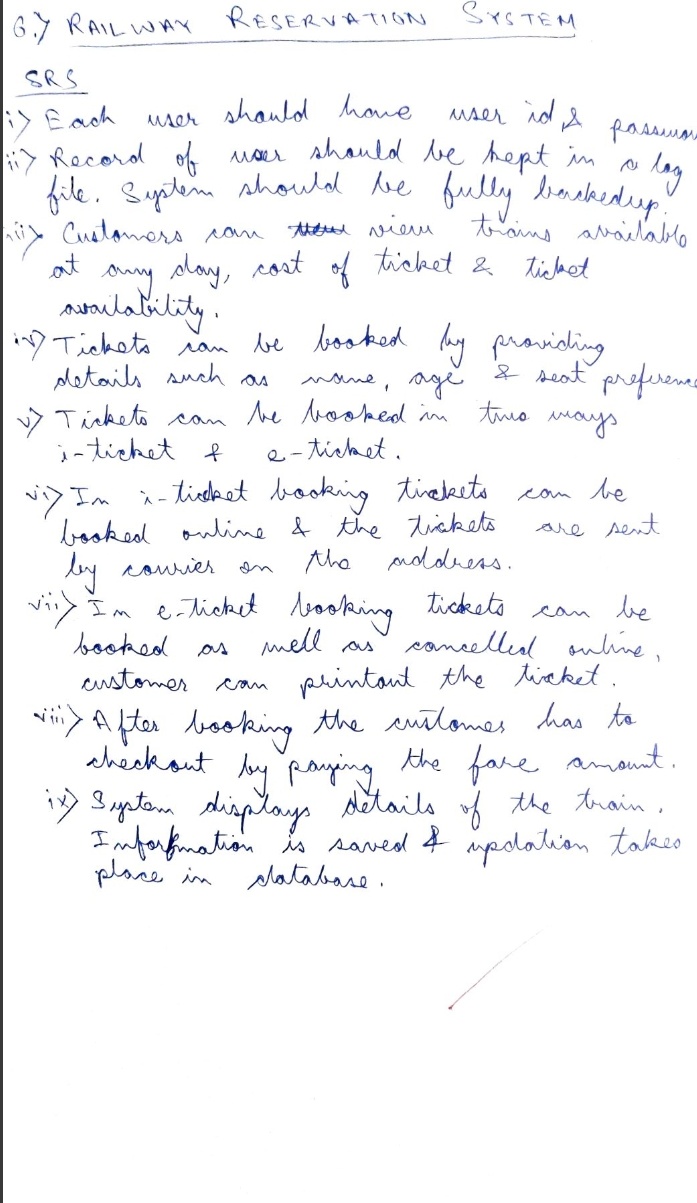 6.> RAILWAY RESERVATION SYSTEM
SRS
i> Each user should have user id & passwor
ii> Record of user should be kept in a log
file. System should be fully backedup.
iii> Customers can view trains available
at any day, cost of ticket & ticket
availability.
iv> Tickets can be booked by providing
details such as name, age & seat preference
v> Tickets can be booked in two ways
i-ticket & e-ticket.
vi> In i-ticket booking tickets can be
booked online & the tickets are sent
by courier on the address.
vii> In e-ticket booking tickets can be
booked as well as cancelled online,
customer can printout the ticket.
viii> After booking the customer has to
checkout by paying the fare amount.
ix> System displays details of the train.
Information is saved & updation takes
place in database.